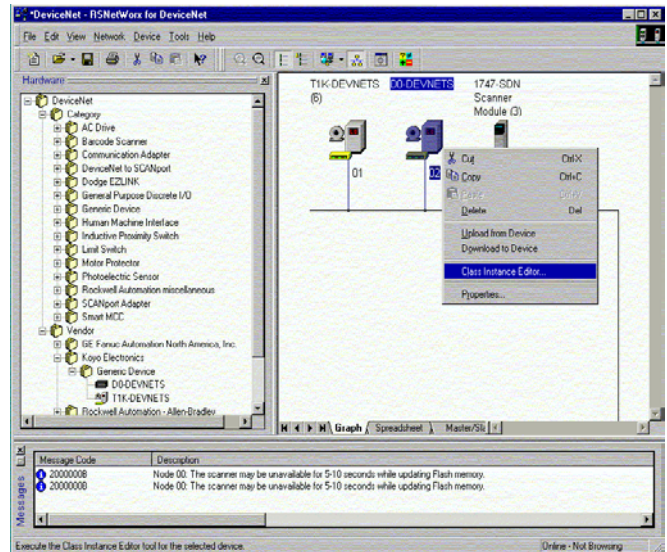 *DeviceNet - RSNetWorx for DeviceNet
File Edit View Network Device Tools Help
Hardware
DeviceNet
Category
AC Drive
Barcode Scanner
Communication Adapter
DeviceNet to SCANport
Dodge EZLINK
General Purpose Discrete I/O
Generic Device
Human Machine Interface
Inductive Proximity Switch
Limit Switch
Motor Protector
Photoelectric Sensor
Rockwell Automation miscellaneous
SCANport Adapter
Smart MCC
Vendor
GE Fanuc Automation North America, Inc.
Koyo Electronics
Generic Device
D0-DEVNETS
T1K-DEVNETS
Rockwell Automation - Allen-Bradley
T1K-DEVNETS
(6)
D0-DEVNETS
1747-SDN
Scanner
Module (3)
01
02
Cut Ctrl-X
Copy Ctrl+C
Paste
Delete Del
Upload from Device
Download to Device
Class Instance Editor...
Properties...
Graph Spreadsheet Master/Sla
Messages
Message Code Description
2000000B Node 00: The scanner may be unavailable for 5-10 seconds while updating Flash memory.
2000000B Node 00: The scanner may be unavailable for 5-10 seconds while updating Flash memory.
Execute the Class Instance Editor tool for the selected device. Online - Not Browsing